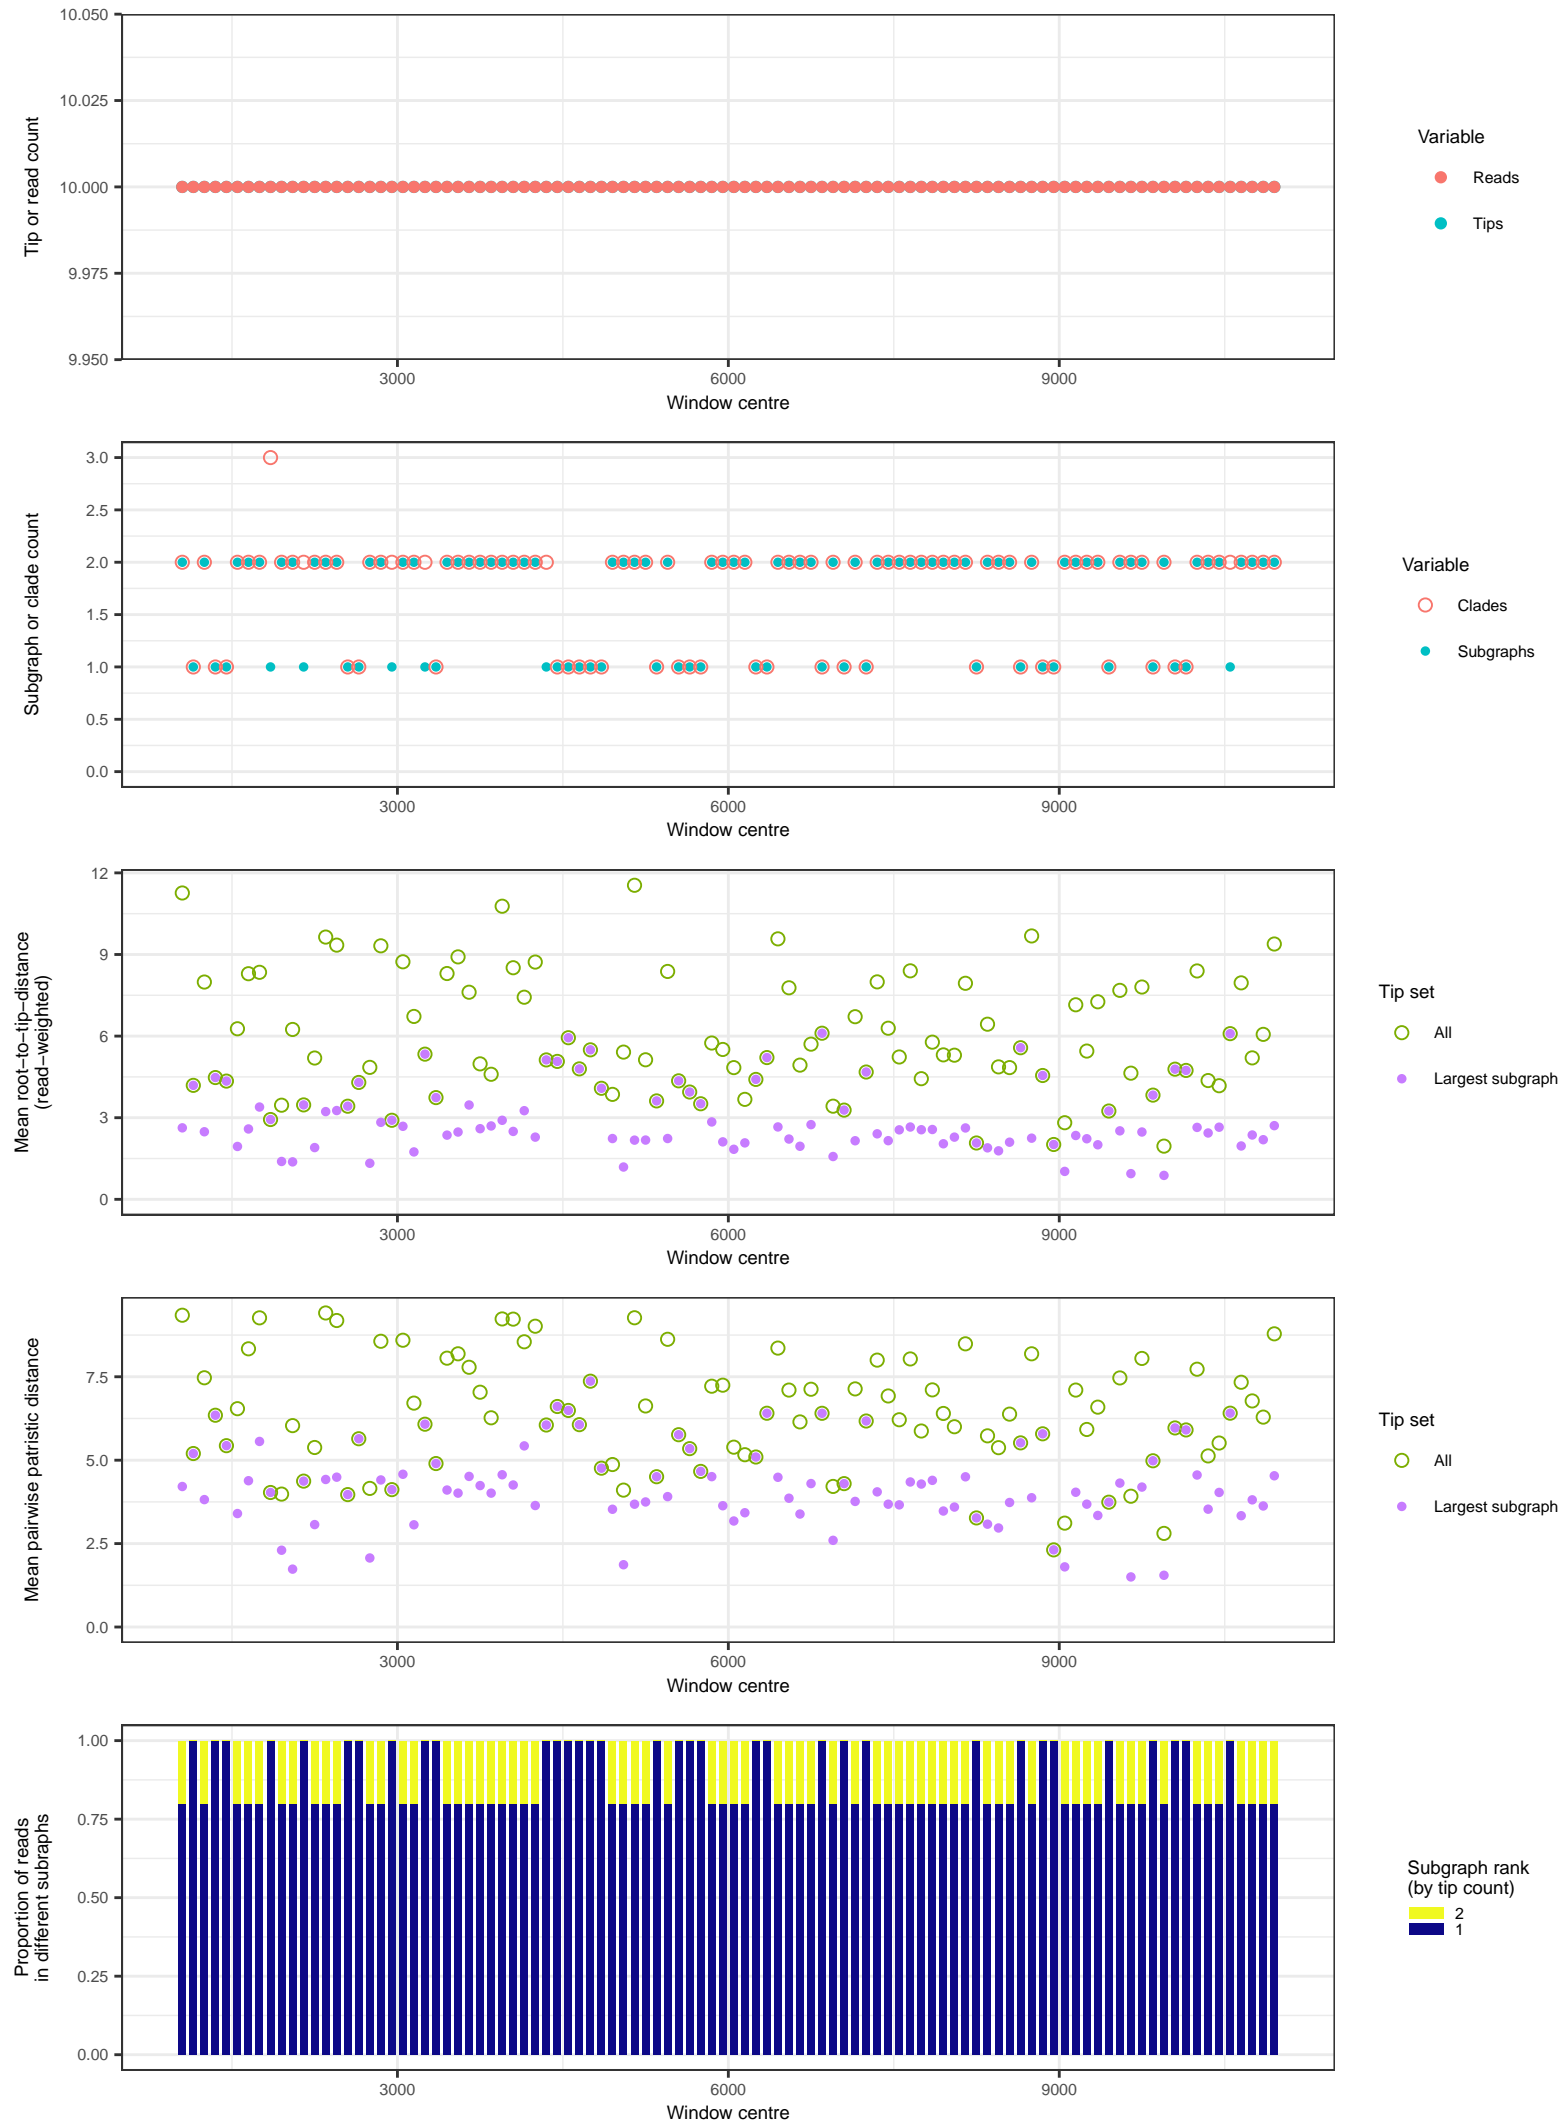 10.050
10.025
10.000
9.975
9.950
Tip or read count
3000
6000
9000
Window centre
Variable
Reads
Tips
3.0
2.5
2.0
1.5
1.0
0.5
0.0
Subgraph or clade count
3000
6000
9000
Window centre
Variable
Clades
Subgraphs
12
9
6
3
0
Mean root−to−tip−distance
(read−weighted)
3000
6000
9000
Window centre
Tip set
All
Largest subgraph
7.5
5.0
2.5
0.0
Mean pairwise patristic distance
3000
6000
9000
Window centre
Tip set
All
Largest subgraph
1.00
0.75
0.50
0.25
0.00
Proportion of reads
in different subraphs
3000
6000
9000
Window centre
Subgraph rank
(by tip count)
2
1